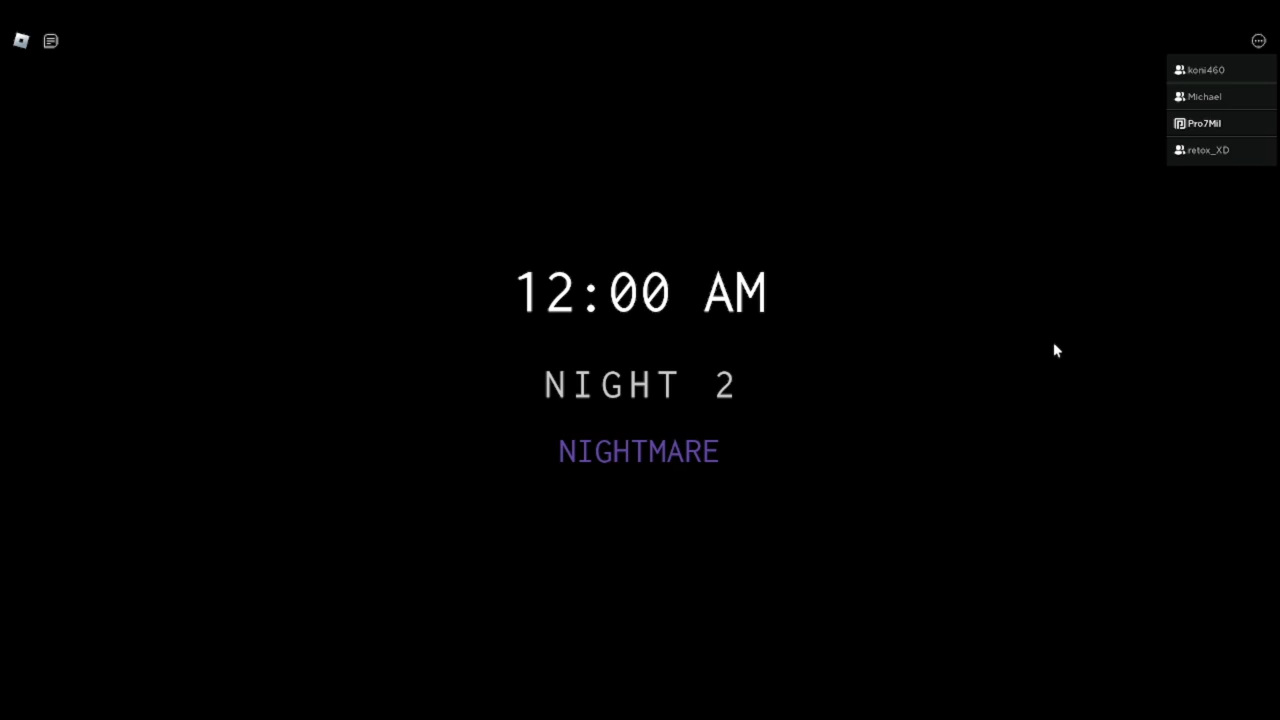 koni460
Michael
Pro7Mil
retox_XD
12:00 AM
NIGHT 2
NIGHTMARE